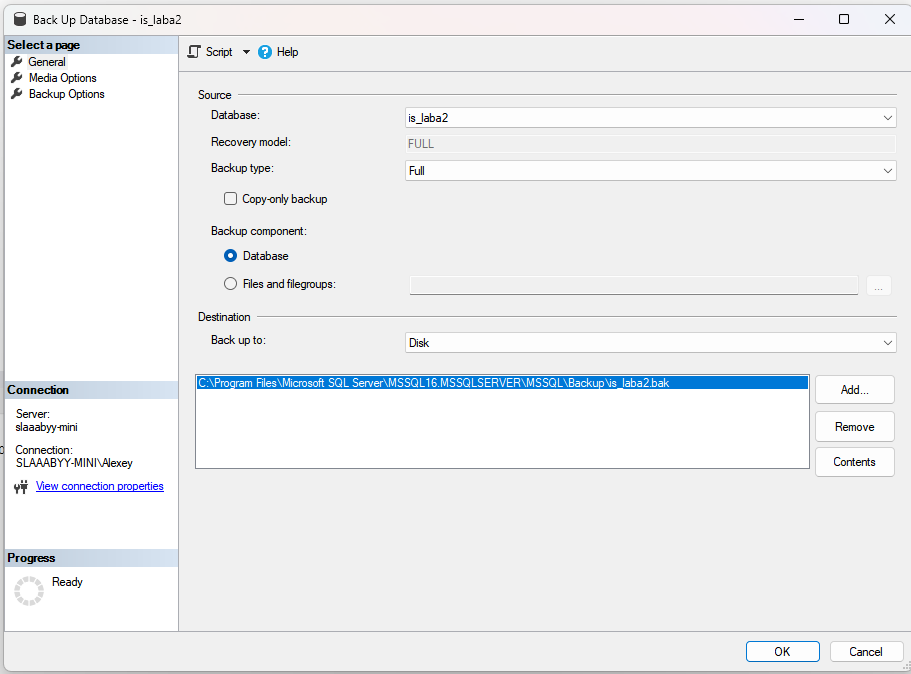 Back Up Database - is_laba2
Select a page
General
Media Options
Backup Options
Script
Help
Source
Database:
is_laba2
Recovery model:
FULL
Backup type:
Full
Copy-only backup
Backup component:
Database
Files and filegroups:
...
Destination
Back up to:
Disk
C:\Program Files\Microsoft SQL Server\MSSQL16.MSSQLSERVER\MSSQL\Backup\is_laba2.bak
Add...
Remove
Contents
Connection
Server:
slaaabyy-mini
Connection:
SLAAABYY-MINI\Alexey
View connection properties
Progress
Ready
OK
Cancel